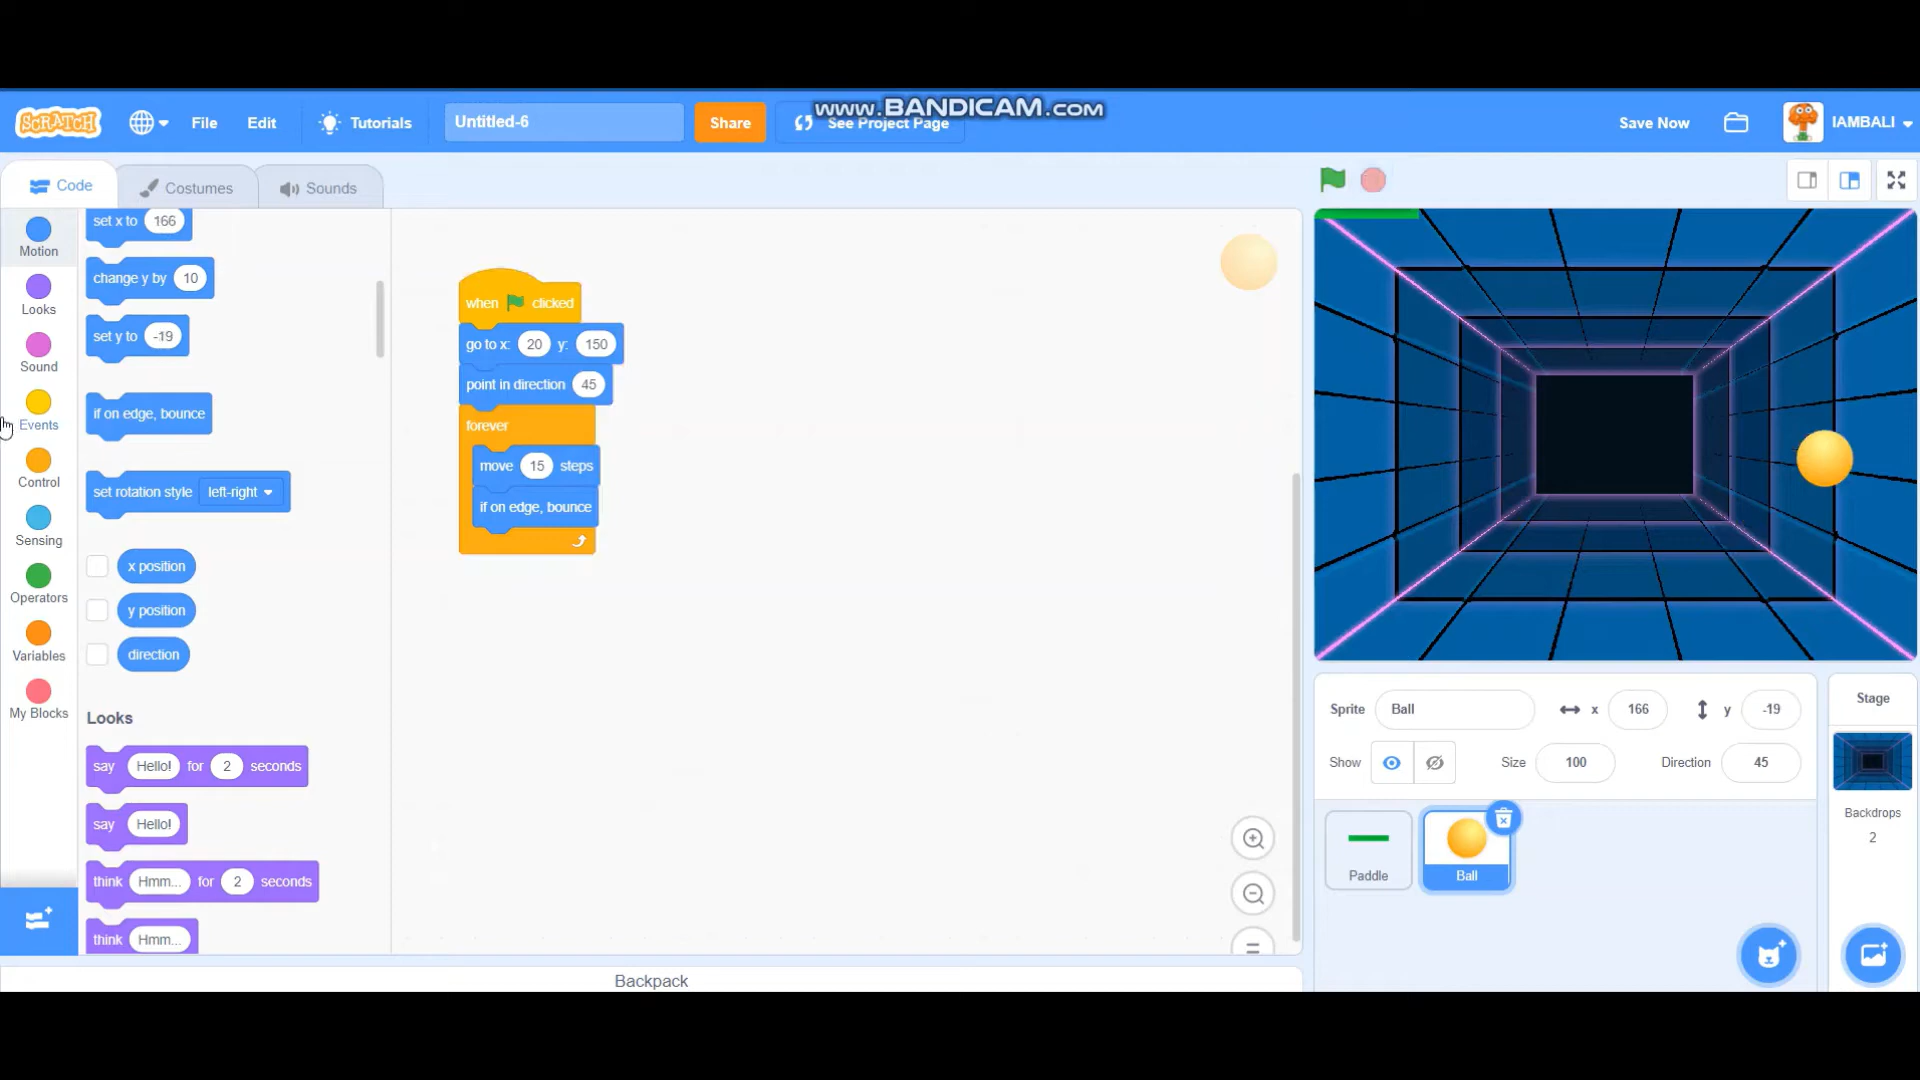 www.BANDICAM.com
SCRATCH
File
Edit
Tutorials
Untitled-6
Share
See Project Page
Save Now
IAMBALI
Code
Costumes
Sounds
Motion
Looks
Sound
Events
Control
Sensing
Operators
Variables
My Blocks
set x to 166
change y by 10
set y to -19
if on edge, bounce
set rotation style left-right
x position
y position
direction
Looks
say Hello! for 2 seconds
say Hello!
think Hmm... for 2 seconds
think Hmm...
when clicked
go to x: 20 y: 150
point in direction 45
forever
move 15 steps
if on edge, bounce
Backpack
Sprite Ball x 166 y -19
Show Size 100 Direction 45
Paddle
Ball
Stage
Backdrops
2